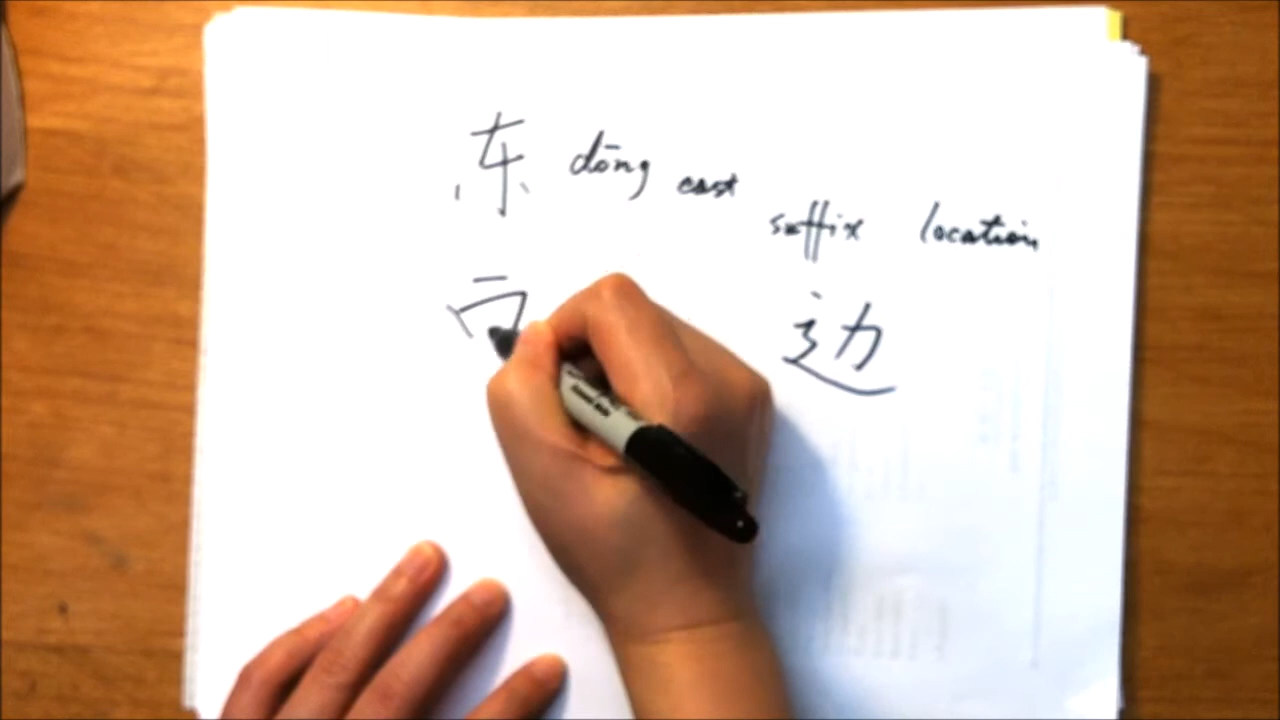 东 dōng east
suffix location
边